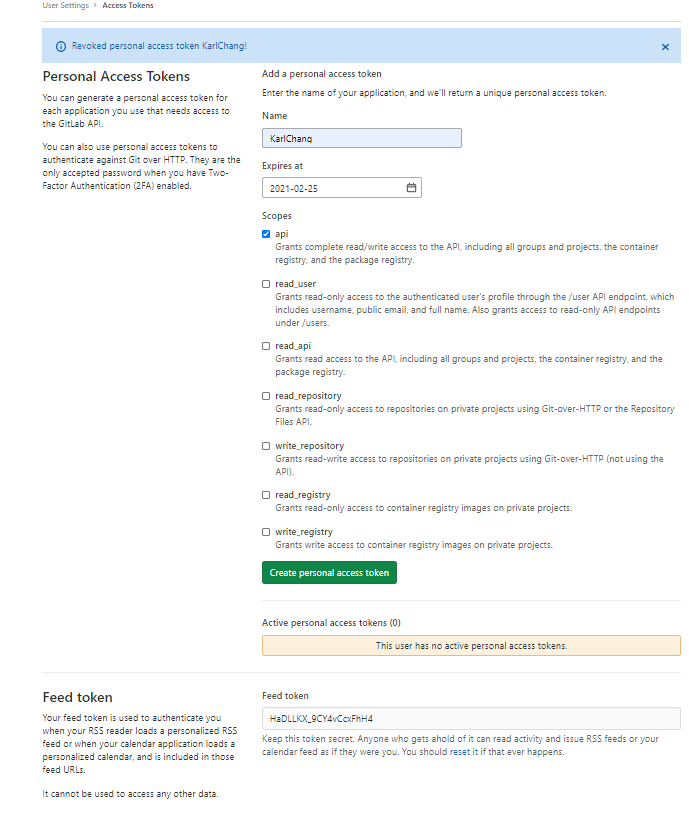 User Settings > Access Tokens
Revoked personal access token KarlChang!
Personal Access Tokens
You can generate a personal access token for
each application you use that needs access to
the GitLab API.
You can also use personal access tokens to
authenticate against Git over HTTP. They are the
only accepted password when you have Two-
Factor Authentication (2FA) enabled.
Add a personal access token
Enter the name of your application, and we'll return a unique personal access token.
Name
KarlChang
Expires at
2021-02-25
Scopes
api
Grants complete read/write access to the API, including all groups and projects, the container
registry, and the package registry.
read_user
Grants read-only access to the authenticated user's profile through the /user API endpoint, which
includes username, public email, and full name. Also grants access to read-only API endpoints
under /users.
read_api
Grants read access to the API, including all groups and projects, the container registry, and the
package registry.
read_repository
Grants read-only access to repositories on private projects using Git-over-HTTP or the Repository
Files API.
write_repository
Grants read-write access to repositories on private projects using Git-over-HTTP (not using the
API).
read_registry
Grants read-only access to container registry images on private projects.
write_registry
Grants write access to container registry images on private projects.
Create personal access token
Active personal access tokens (0)
This user has no active personal access tokens.
Feed token
Your feed token is used to authenticate you
when your RSS reader loads a personalized RSS
feed or when your calendar application loads a
personalized calendar, and is included in those
feed URLs.
It cannot be used to access any other data.
Feed token
HaDLLKX_9CY4vCcxFhH4
Keep this token secret. Anyone who gets ahold of it can read activity and issue RSS feeds or your
calendar feed as if they were you. You should reset it if that ever happens.